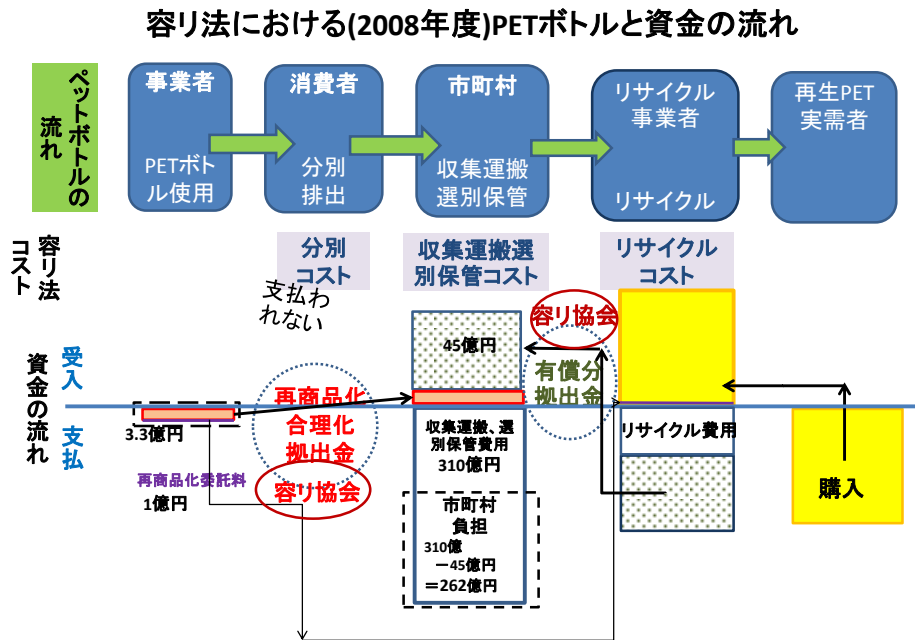 容リ法における(2008年度)PETボトルと資金の流れ
ペットボトルの
流れ
事業者
PETボト
ル使用
消費者
分別
排出
市町村
収集運搬
選別保管
リサイクル
事業者
リサイクル
再生PET
実需者
容リ法
コスト
分別
コスト
収集運搬選
別保管コスト
リサイクル
コスト
支払わ
れない
資金の流れ
受入
支払
3.3億円
再商品化委託料
1億円
再商品化
合理化
拠出金
容リ協会
45億円
収集運搬、選
別保管費用
310億円
市町村
負担
310億
－45億円
＝262億円
容リ協会
有償分
拠出金
リサイクル費用
購入